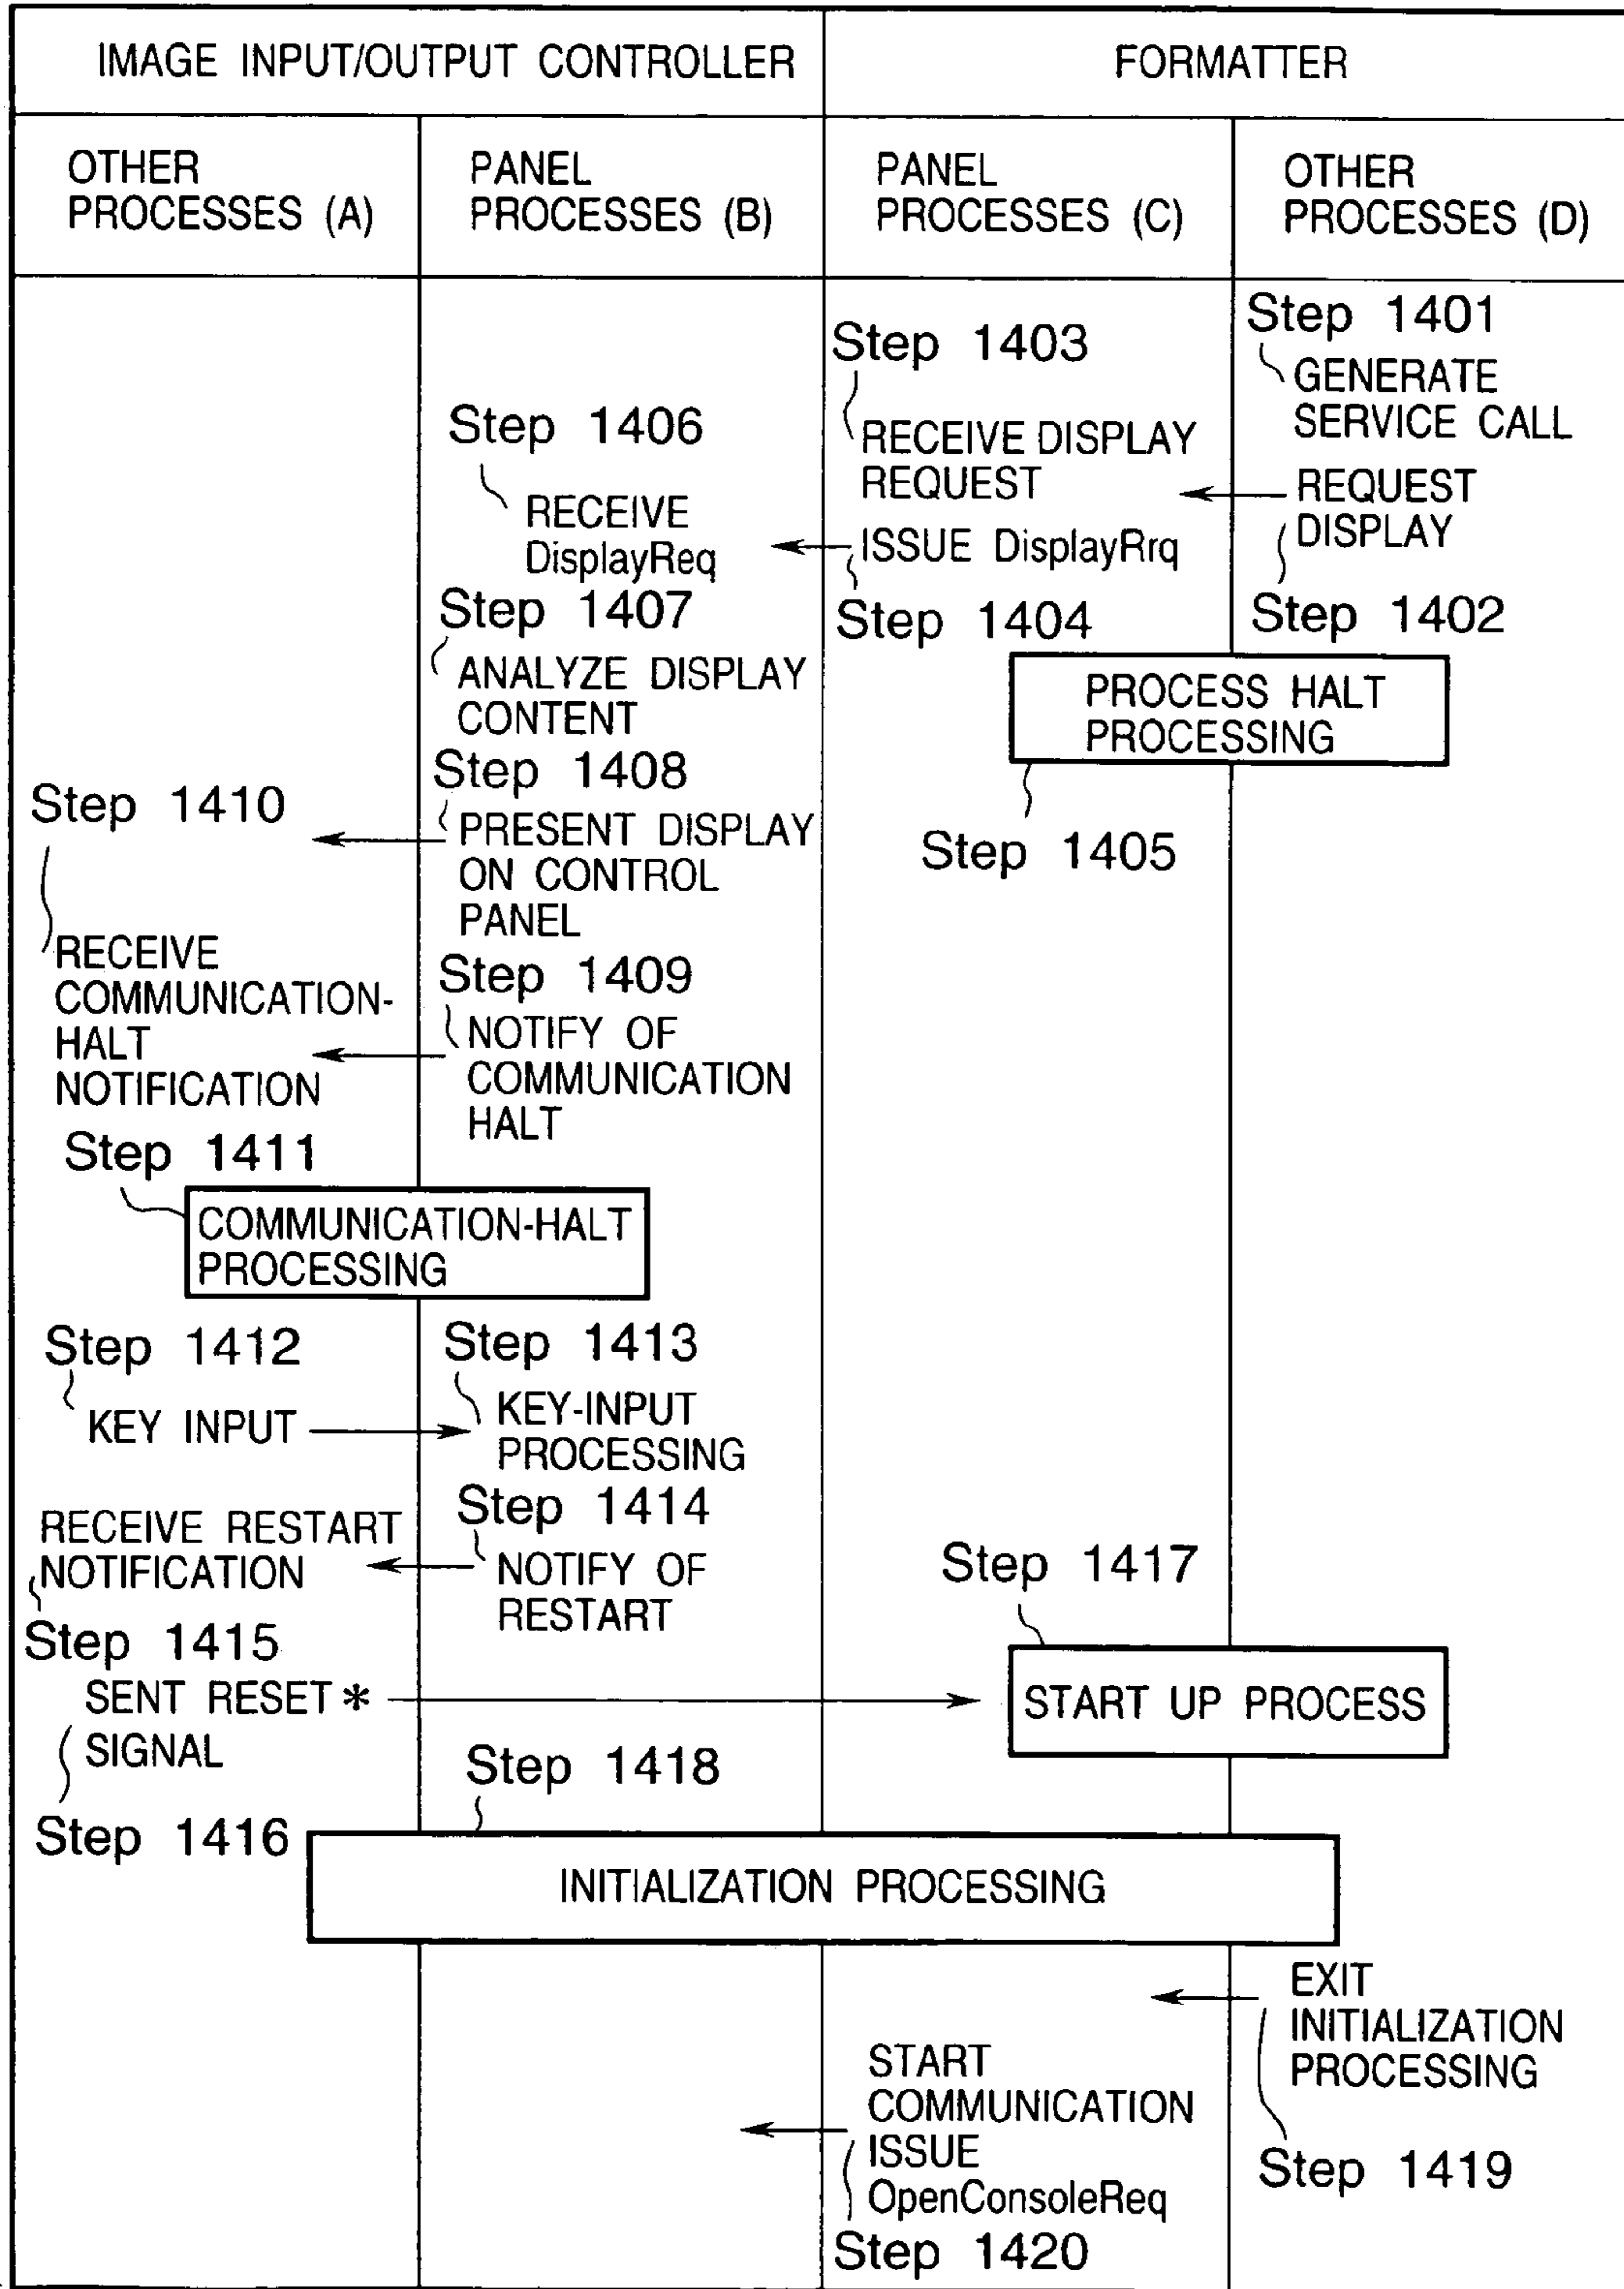 IMAGE INPUT/OUTPUT CONTROLLER
FORMATTER
OTHER
PROCESSES (A)
PANEL
PROCESSES (B)
PANEL
PROCESSES (C)
OTHER
PROCESSES (D)
Step 1401
GENERATE
SERVICE CALL
REQUEST
DISPLAY
Step 1402
Step 1403
RECEIVE DISPLAY
REQUEST
ISSUE DisplayRrq
Step 1404
PROCESS HALT
PROCESSING
Step 1405
Step 1406
RECEIVE
DisplayReq
Step 1407
ANALYZE DISPLAY
CONTENT
Step 1408
PRESENT DISPLAY
ON CONTROL
PANEL
Step 1409
NOTIFY OF
COMMUNICATION
HALT
Step 1410
RECEIVE
COMMUNICATION-
HALT
NOTIFICATION
Step 1411
COMMUNICATION-HALT
PROCESSING
Step 1412
KEY INPUT
Step 1413
KEY-INPUT
PROCESSING
Step 1414
NOTIFY OF
RESTART
RECEIVE RESTART
NOTIFICATION
Step 1415
SENT RESET *
SIGNAL
Step 1416
Step 1417
START UP PROCESS
Step 1418
INITIALIZATION PROCESSING
EXIT
INITIALIZATION
PROCESSING
Step 1419
START
COMMUNICATION
ISSUE
OpenConsoleReq
Step 1420